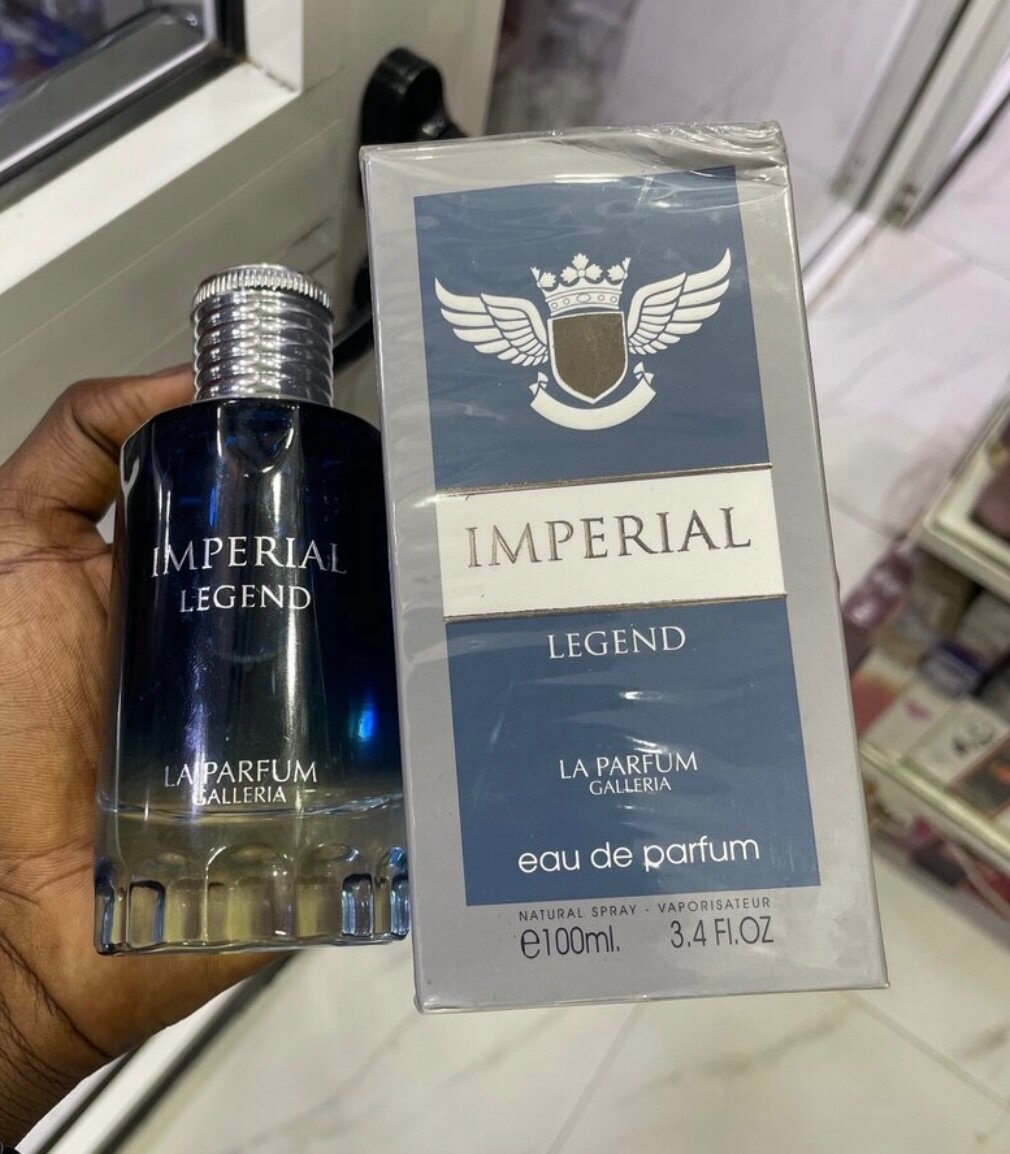 IMPERIAL
LEGEND
LA PARFUM
GALLERIA
IMPERIAL
LEGEND
LA PARFUM
GALLERIA
eau de parfum
NATURAL SPRAY - VAPORISATEUR
e100ml. 3.4 Fl.OZ